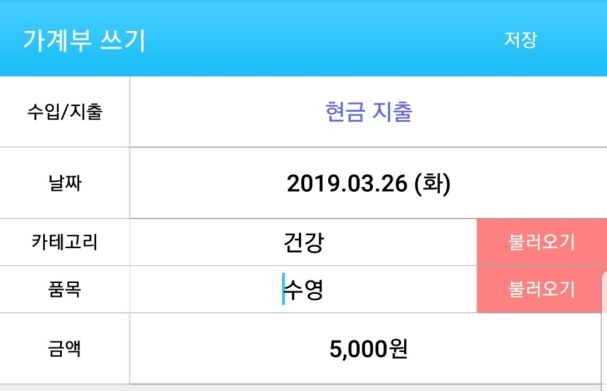 가계부 쓰기 저장
수입/지출 현금 지출
날짜 2019.03.26 (화)
카테고리 건강 불러오기
품목 수영 불러오기
금액 5,000원